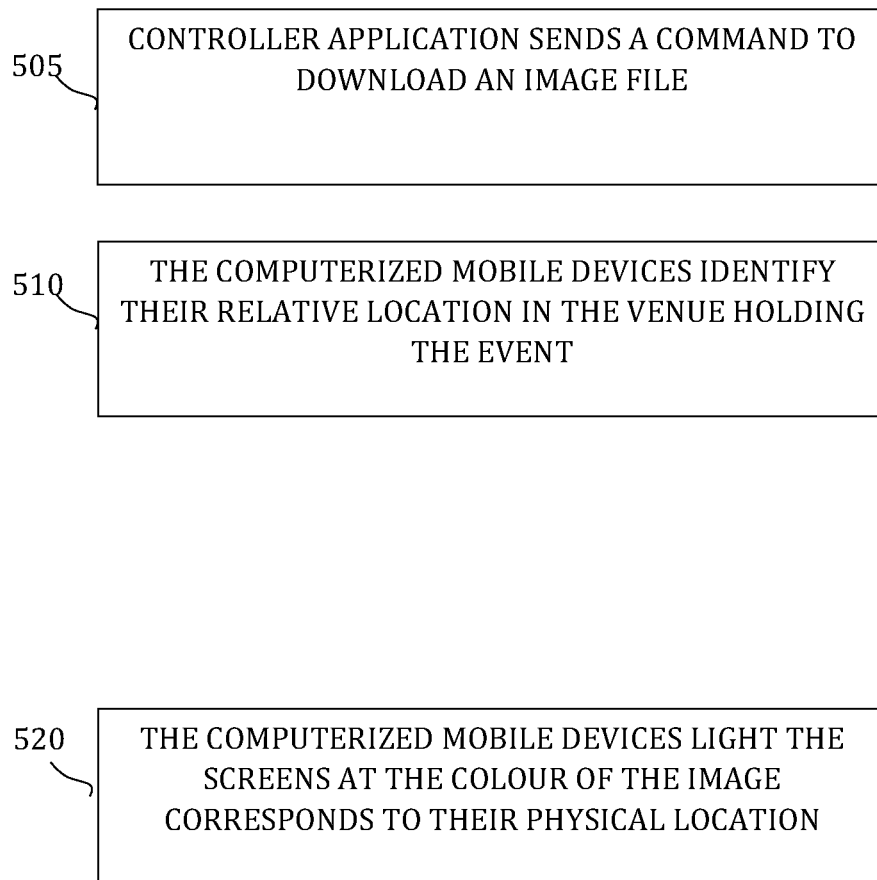 505
CONTROLLER APPLICATION SENDS A COMMAND TO
DOWNLOAD AN IMAGE FILE
510
THE COMPUTERIZED MOBILE DEVICES IDENTIFY
THEIR RELATIVE LOCATION IN THE VENUE HOLDING
THE EVENT
520
THE COMPUTERIZED MOBILE DEVICES LIGHT THE
SCREENS AT THE COLOUR OF THE IMAGE
CORRESPONDS TO THEIR PHYSICAL LOCATION